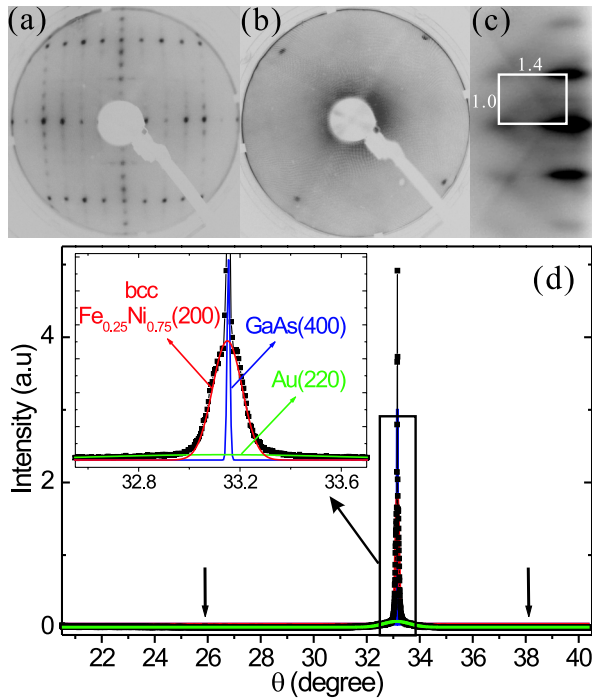 (a)
(b)
(c)
1.4
1.0
(d)
bcc
Fe0.25Ni0.75(200)
GaAs(400)
Au(220)
32.8
33.2
33.6
Intensity (a.u)
4
2
0
22
24
26
28
30
32
34
36
38
40
θ (degree)